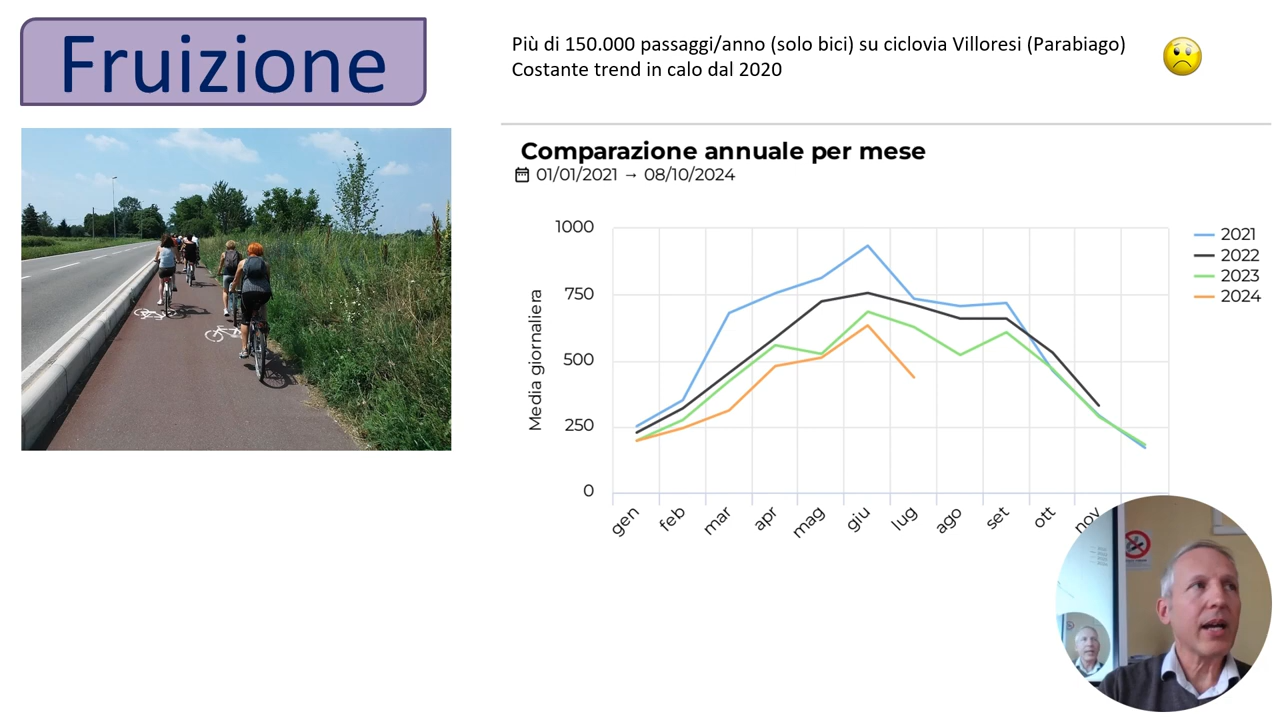 Fruizione
Più di 150.000 passaggi/anno (solo bici) su ciclovia Villoresi (Parabiago)
Costante trend in calo dal 2020
Comparazione annuale per mese
01/01/2021 → 08/10/2024
1000
750
500
250
0
Media giornaliera
gen
feb
mar
apr
mag
giu
lug
ago
set
ott
nov
2021
2022
2023
2024